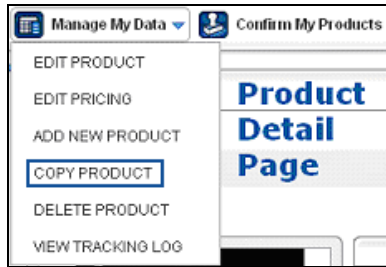 Manage My Data Confirm My Products
EDIT PRODUCT
EDIT PRICING
ADD NEW PRODUCT
COPY PRODUCT
DELETE PRODUCT
VIEW TRACKING LOG
Product
Detail
Page